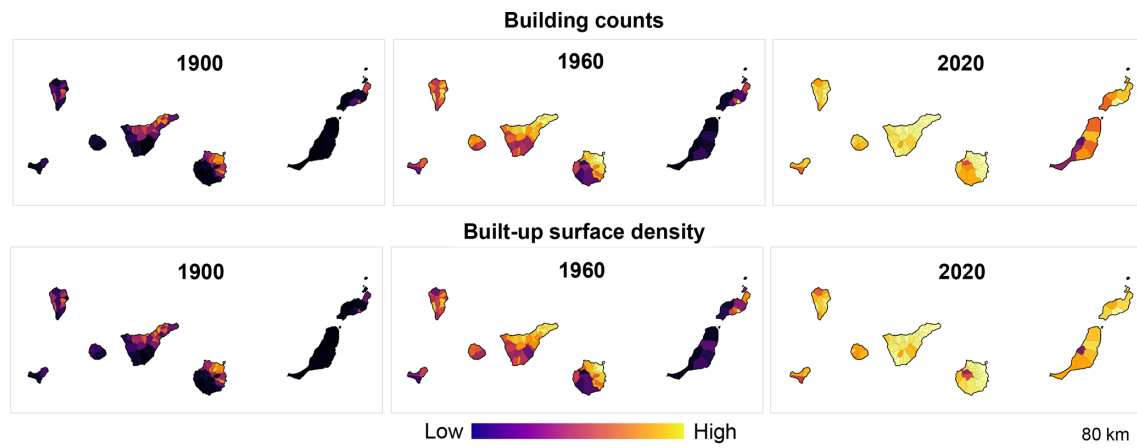 Building counts
1900
1960
2020
Built-up surface density
1900
1960
2020
Low
High
80 km